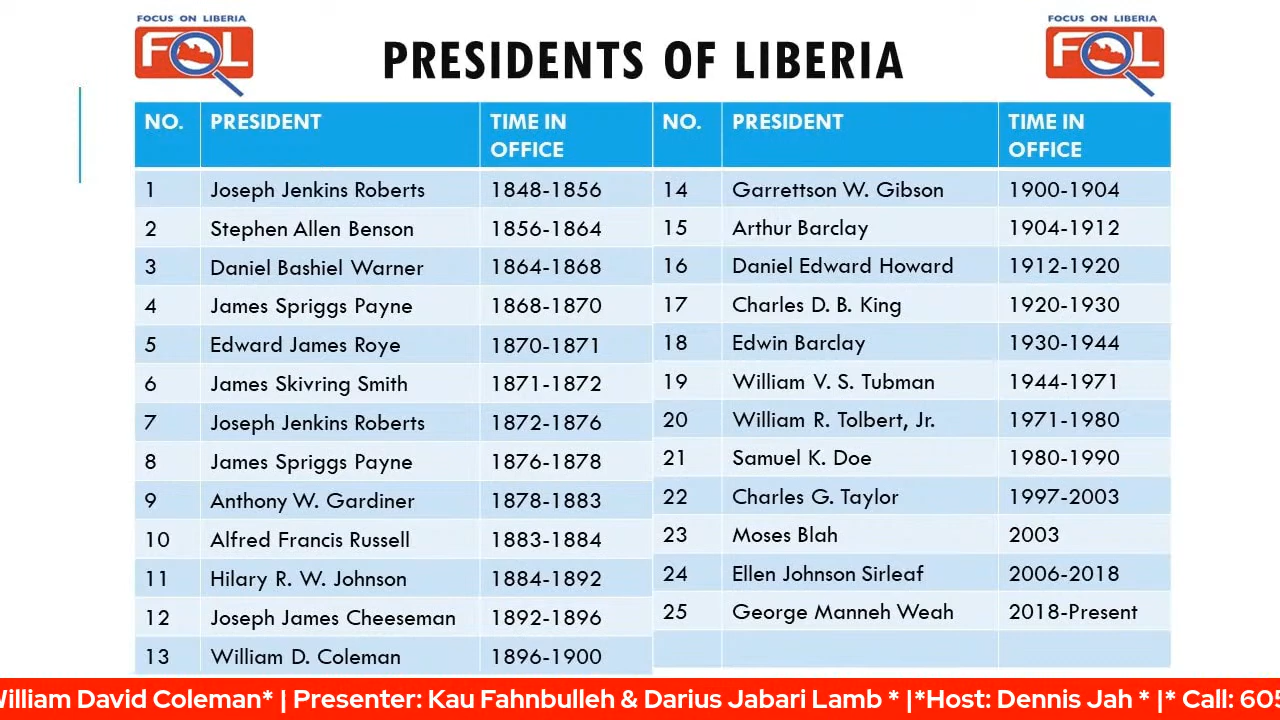 FOCUS ON LIBERIA
FOL
FOCUS ON LIBERIA
FOL
PRESIDENTS OF LIBERIA
NO. PRESIDENT TIME IN OFFICE NO. PRESIDENT TIME IN OFFICE
1 Joseph Jenkins Roberts 1848-1856 14 Garrettson W. Gibson 1900-1904
2 Stephen Allen Benson 1856-1864 15 Arthur Barclay 1904-1912
3 Daniel Bashiel Warner 1864-1868 16 Daniel Edward Howard 1912-1920
4 James Spriggs Payne 1868-1870 17 Charles D. B. King 1920-1930
5 Edward James Roye 1870-1871 18 Edwin Barclay 1930-1944
6 James Skivring Smith 1871-1872 19 William V. S. Tubman 1944-1971
7 Joseph Jenkins Roberts 1872-1876 20 William R. Tolbert, Jr. 1971-1980
8 James Spriggs Payne 1876-1878 21 Samuel K. Doe 1980-1990
9 Anthony W. Gardiner 1878-1883 22 Charles G. Taylor 1997-2003
10 Alfred Francis Russell 1883-1884 23 Moses Blah 2003
11 Hilary R. W. Johnson 1884-1892 24 Ellen Johnson Sirleaf 2006-2018
12 Joseph James Cheeseman 1892-1896 25 George Manneh Weah 2018-Present
13 William D. Coleman 1896-1900
William David Coleman* | Presenter: Kau Fahnbulleh & Darius Jabari Lamb * |*Host: Dennis Jah * |* Call: 605